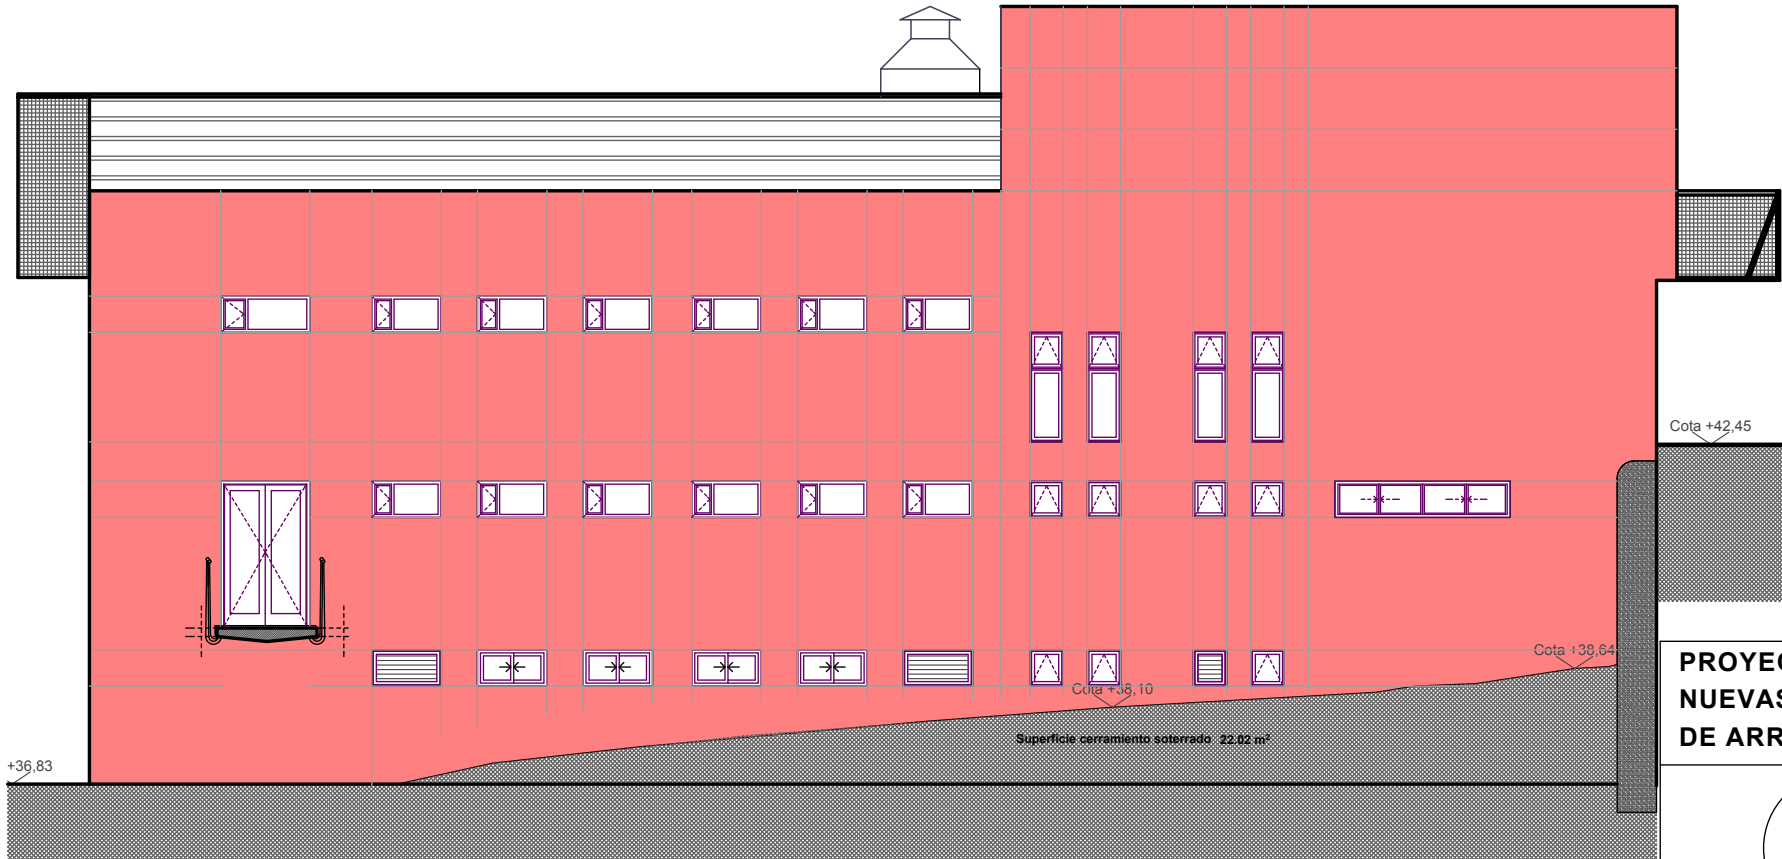 Cota +42,45
Cota +38,64
PROYEC
NUEVAS
DE ARR
Cota +38,10
Superficie cerramiento soterrado 22.02 m²
+36,83